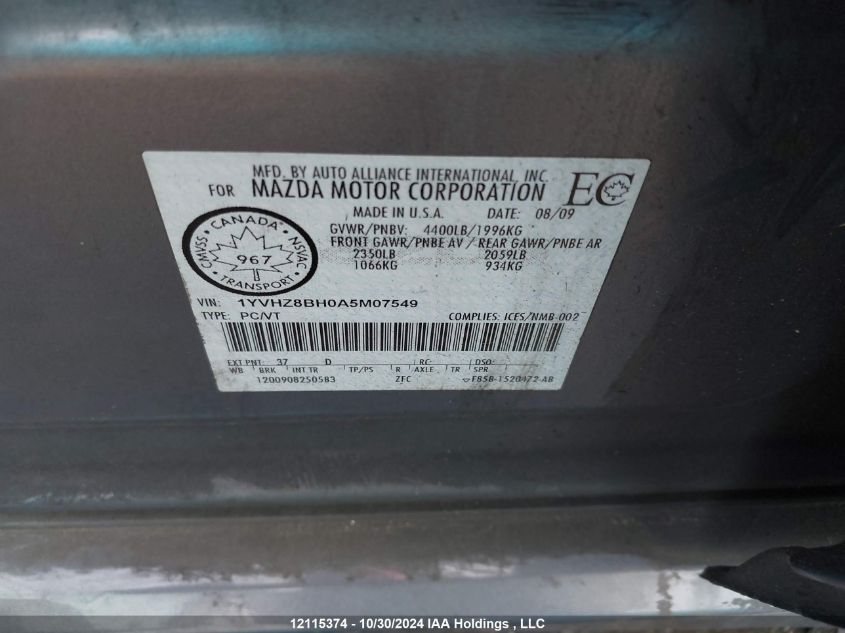 MFD. BY AUTO ALLIANCE INTERNATIONAL, INC.
FOR MAZDA MOTOR CORPORATION
EC
MADE IN U.S.A. DATE: 08/09
GVWR/PNBV: 4400LB/1996KG
FRONT GAWR/PNBE AV / REAR GAWR/PNBE AR
2350LB 2059LB
1066KG 934KG
CANADA
CMVSS 967 NSVAC
TRANSPORT
VIN: 1YVHZ8BH0A5M07549
TYPE: PC/VT COMPLIES: ICES/NMB-002
EXT PNT: 37 D RC: DSO:
WB BRK INT TR TP/PS R AXLE TR SPR
1200908250583 ZFC F85B-1520472-AB
12115374 - 10/30/2024 IAA Holdings , LLC